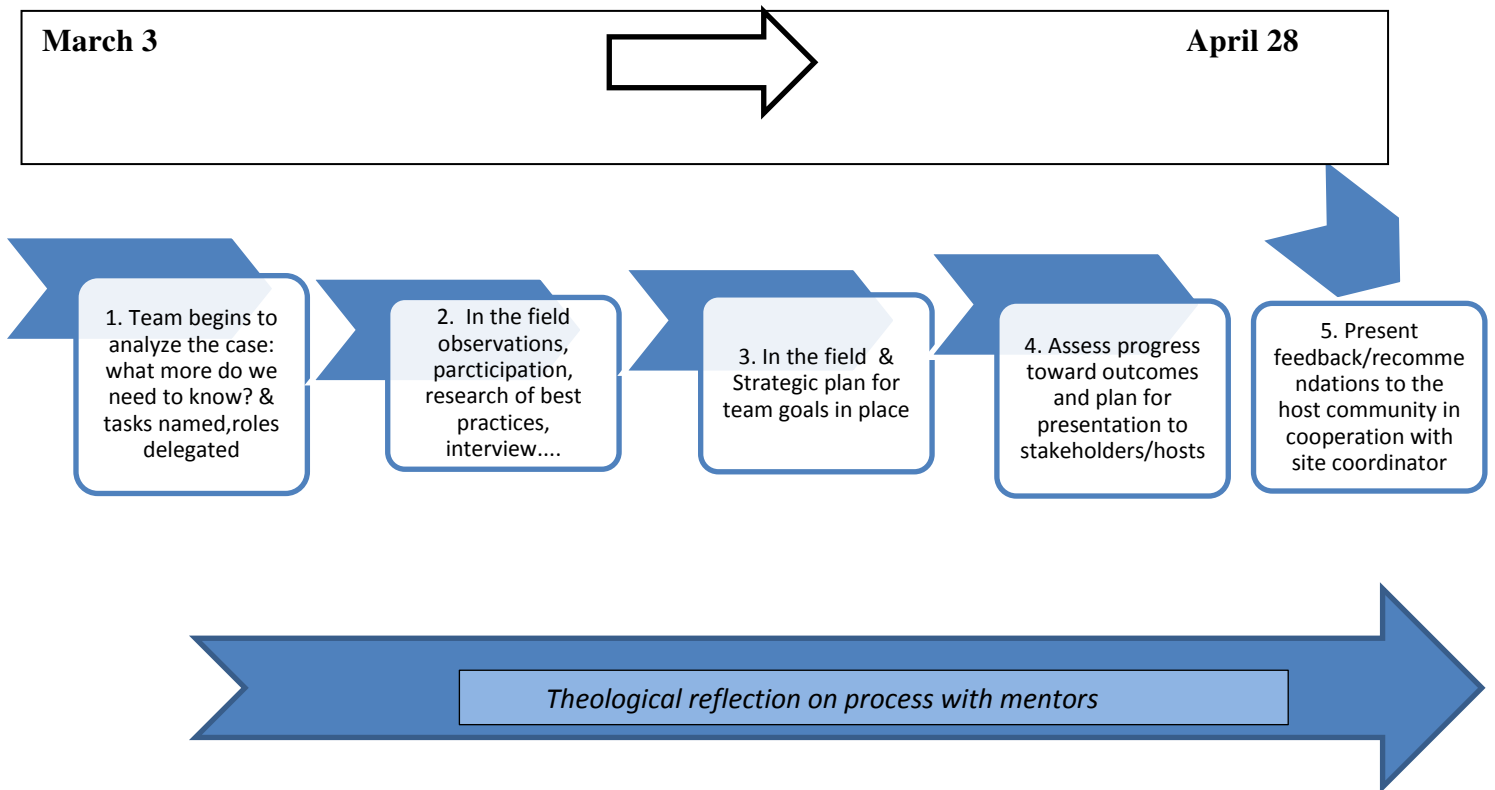 March 3
April 28
1. Team begins to
analyze the case:
what more do we
need to know? &
tasks named,roles
delegated
2. In the field
observations,
parcticipation,
research of best
practices,
interview....
3. In the field &
Strategic plan for
team goals in place
4. Assess progress
toward outcomes
and plan for
presentation to
stakeholders/hosts
5. Present
feedback/recomme
ndations to the
host community in
cooperation with
site coordinator
Theological reflection on process with mentors